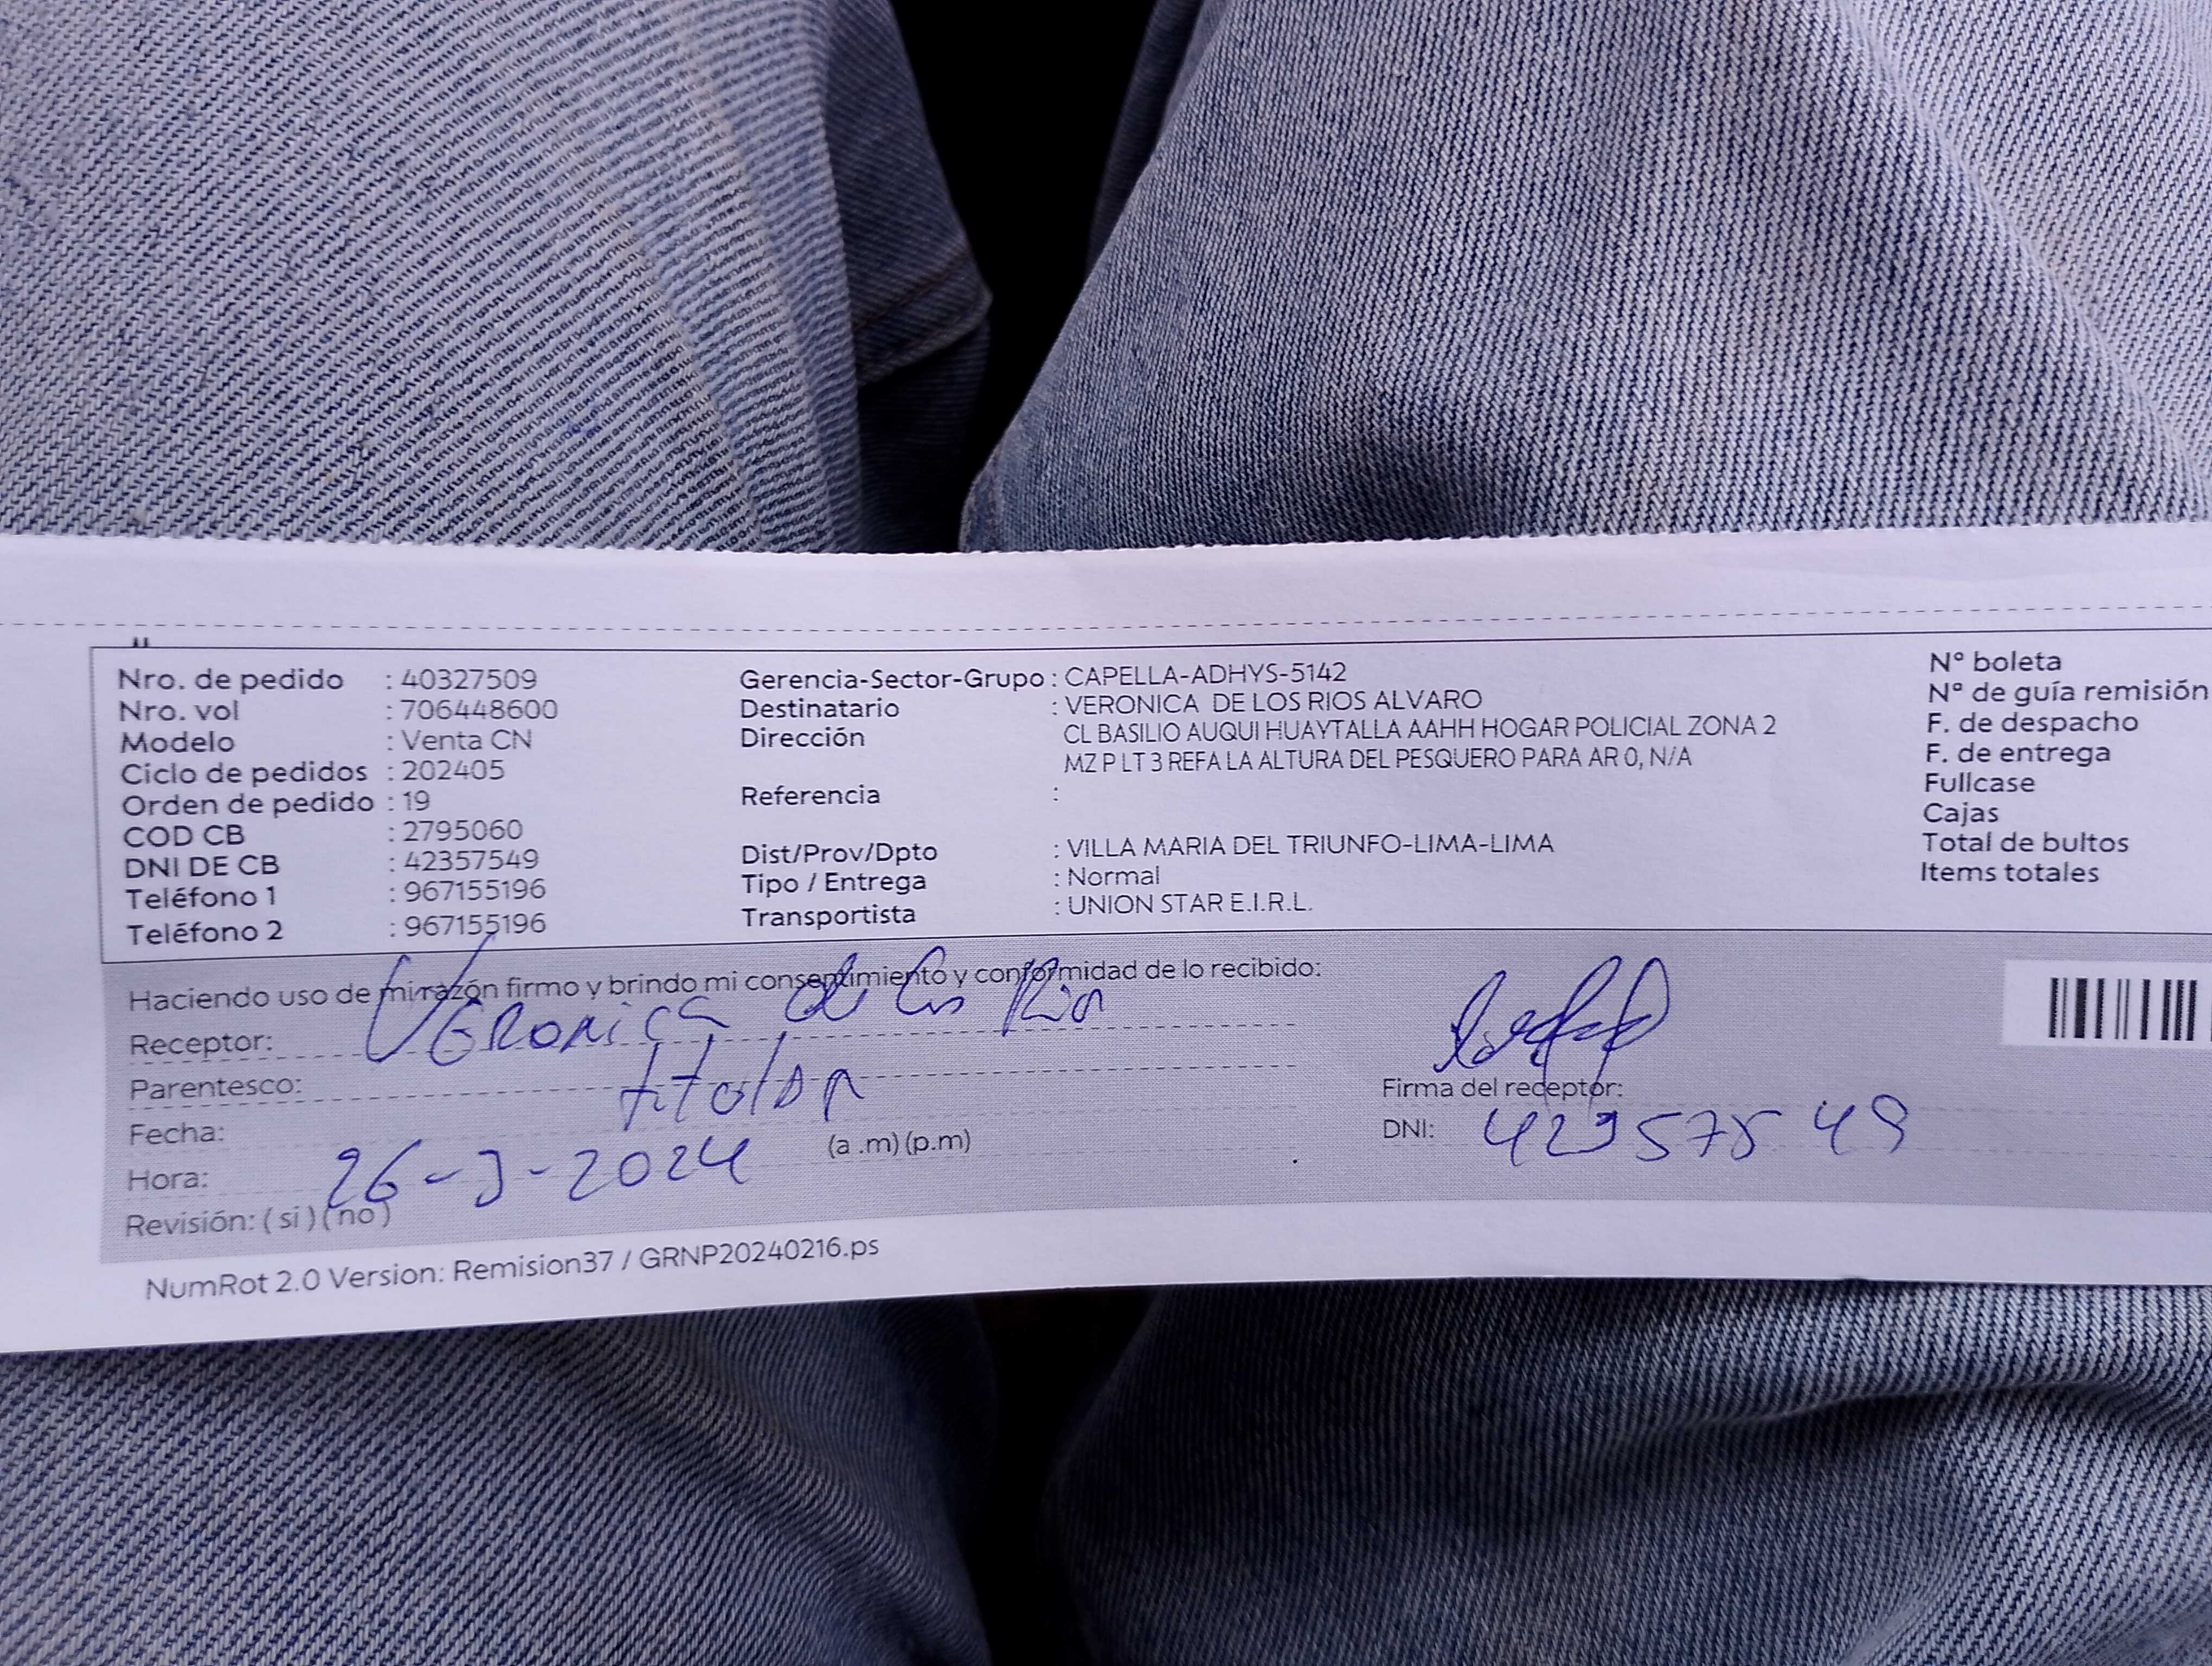 Nro. de pedido : 40327509
Nro. vol : 706448600
Modelo : Venta CN
Ciclo de pedidos : 202405
Orden de pedido : 19
COD CB : 2795060
DNI DE CB : 42357549
Teléfono 1 : 967155196
Teléfono 2 : 967155196
Gerencia-Sector-Grupo : CAPELLA-ADHYS-5142
Destinatario : VERONICA DE LOS RIOS ALVARO
Dirección CL BASILIO AUQUI HUAYTALLA AAHH HOGAR POLICIAL ZONA 2
MZ P LT 3 REFA LA ALTURA DEL PESQUERO PARA AR 0, N/A
Referencia :
Dist/Prov/Dpto : VILLA MARIA DEL TRIUNFO-LIMA-LIMA
Tipo / Entrega : Normal
Transportista : UNION STAR E.I.R.L.
N° boleta
N° de guía remisión
F. de despacho
F. de entrega
Fullcase
Cajas
Total de bultos
Items totales
Haciendo uso de mi razón firmo y brindo mi consentimiento y conformidad de lo recibido:
Receptor: VERONICA de los Rios
Parentesco: titular
Fecha: (a .m) (p.m)
Hora: 26-3-2024
Revisión: ( si ) ( no )
Firma del receptor:
DNI: 49
NumRot 2.0 Version: Remision37 / GRNP20240216.ps